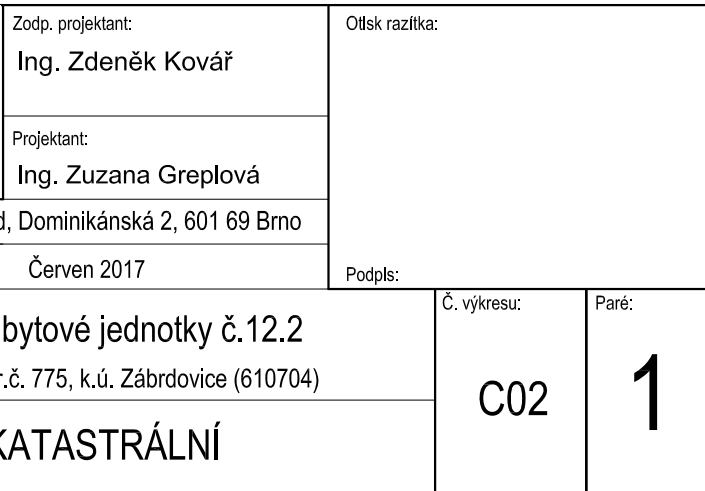 Zodp. projektant:
Ing. Zdeněk Kovář
Otisk razítka:
Projektant:
Ing. Zuzana Greplová
, Dominikánská 2, 601 69 Brno
Červen 2017
Podpis:
bytové jednotky č.12.2
r.č. 775, k.ú. Zábrdovice (610704)
KATASTRÁLNÍ
Č. výkresu:
C02
Paré:
1